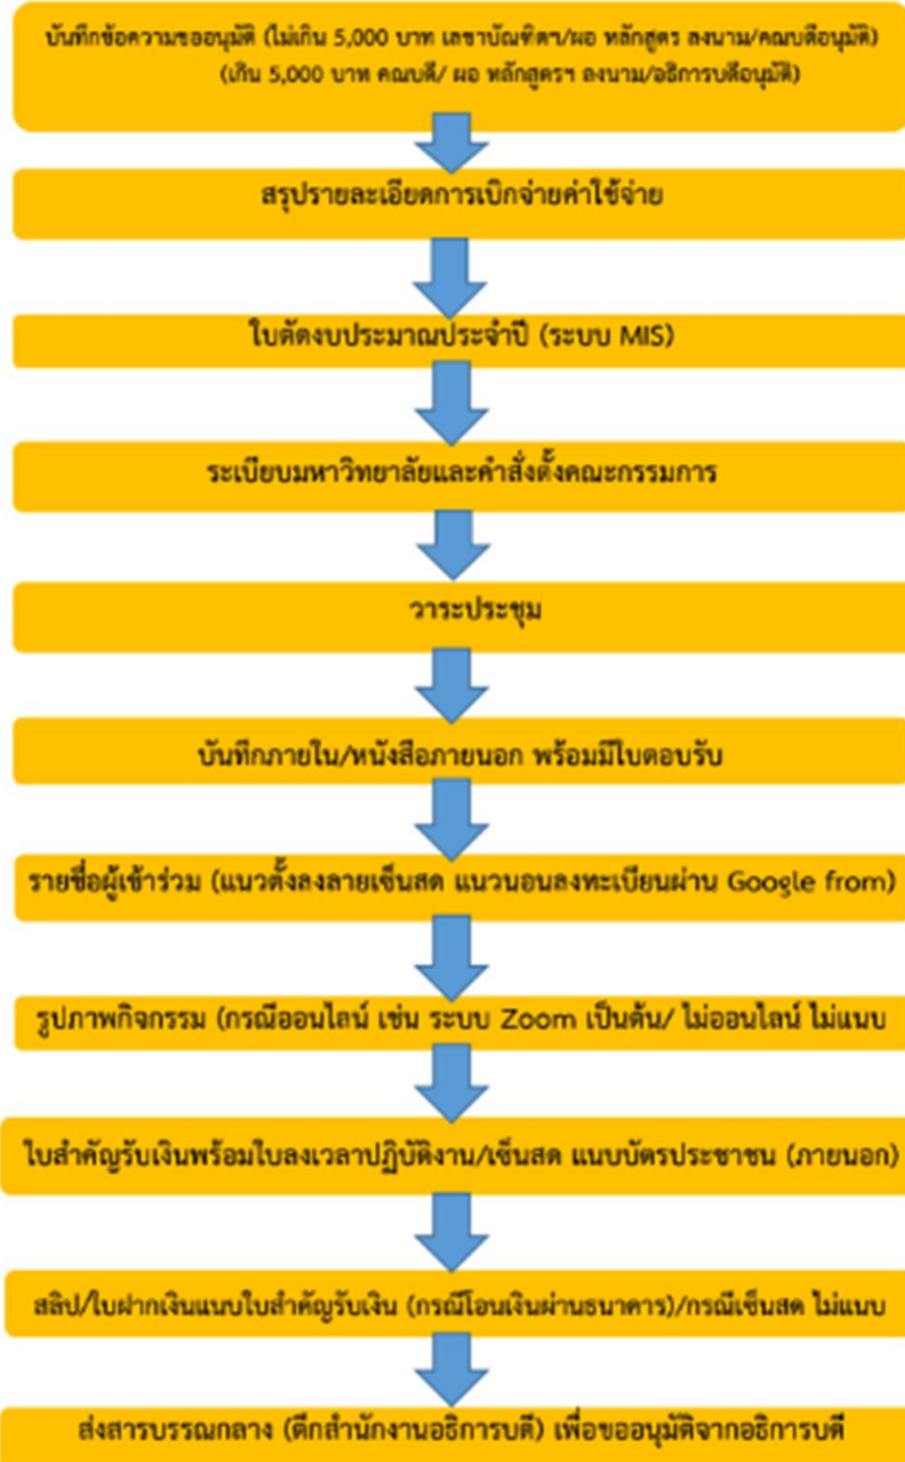 บันทึกข้อความขออนุมัติ (ไม่เกิน 5,000 บาท เลขาบัณฑิตฯ/ผอ หลักสูตร ลงนาม/คณบดีอนุมัติ)
(เกิน 5,000 บาท คณบดี/ ผอ หลักสูตรฯ ลงนาม/อธิการบดีอนุมัติ)
สรุปรายละเอียดการเบิกจ่ายค่าใช้จ่าย
ใบตัดงบประมาณประจำปี (ระบบ MIS)
ระเบียบมหาวิทยาลัยและคำสั่งตั้งคณะกรรมการ
วาระประชุม
บันทึกภายใน/หนังสือภายนอก พร้อมมีใบตอบรับ
รายชื่อผู้เข้าร่วม (แนวตั้งลงลายเซ็นสด แนวนอนลงทะเบียนผ่าน Google from)
รูปภาพกิจกรรม (กรณีออนไลน์ เช่น ระบบ Zoom เป็นต้น/ ไม่ออนไลน์ ไม่แนบ
ใบสำคัญรับเงินพร้อมใบลงเวลาปฏิบัติงาน/เซ็นสด แนบบัตรประชาชน (ภายนอก)
สลิป/ใบฝากเงินแนบใบสำคัญรับเงิน (กรณีโอนเงินผ่านธนาคาร)/กรณีเซ็นสด ไม่แนบ
ส่งสารบรรณกลาง (ตึกสำนักงานอธิการบดี) เพื่อขออนุมัติจากอธิการบดี